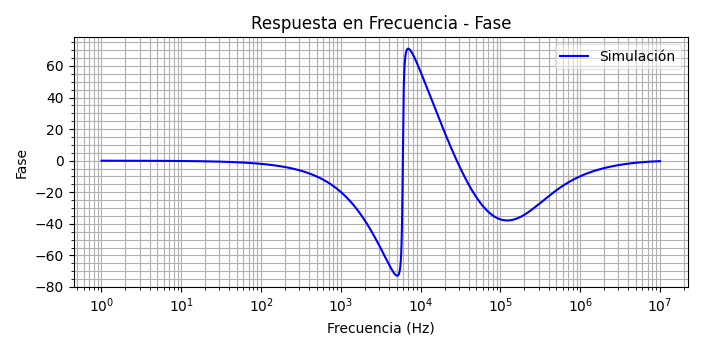 Respuesta en Frecuencia - Fase
Simulación
Fase
60
40
20
0
−20
−40
−60
−80
10^0 10^1 10^2 10^3 10^4 10^5 10^6 10^7
Frecuencia (Hz)